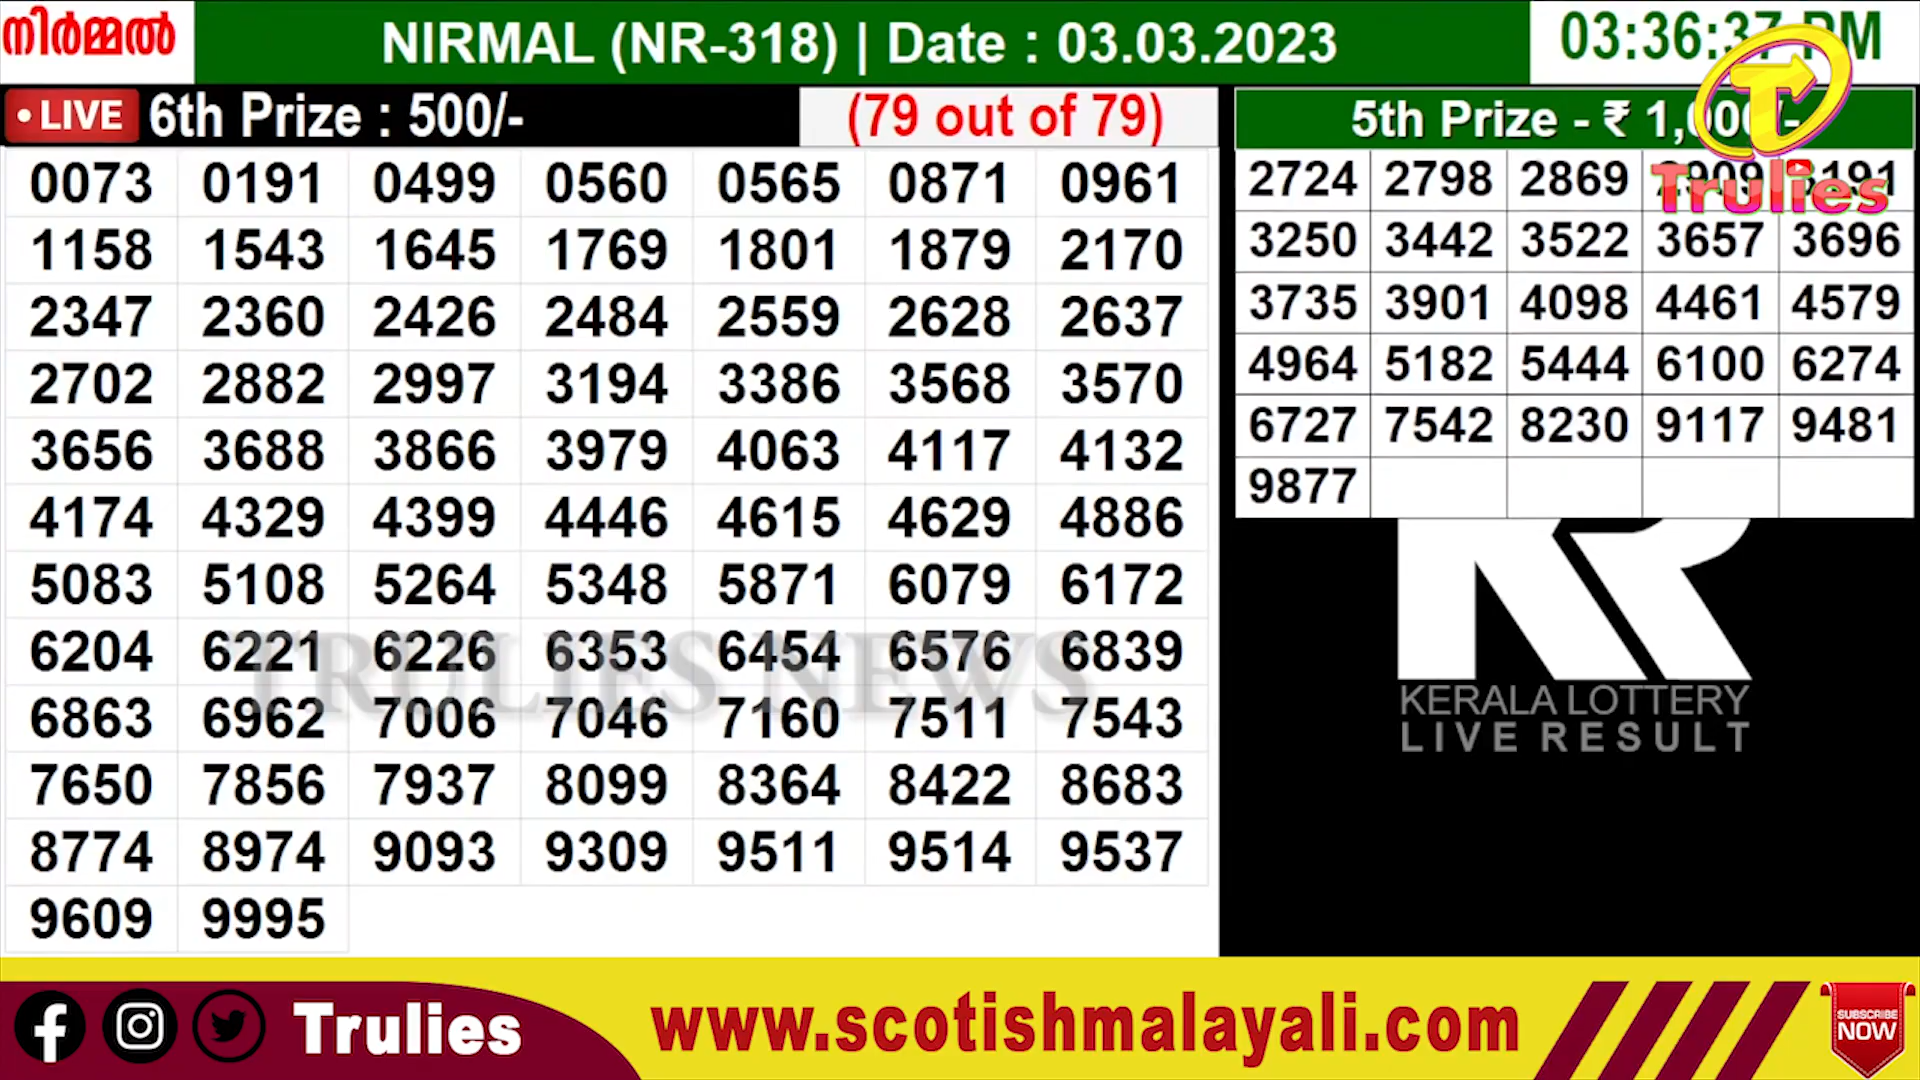 നിർമ്മൽ
NIRMAL (NR-318) | Date : 03.03.2023
03:36:37 PM
• LIVE 6th Prize : 500/-
(79 out of 79)
0073 0191 0499 0560 0565 0871 0961
1158 1543 1645 1769 1801 1879 2170
2347 2360 2426 2484 2559 2628 2637
2702 2882 2997 3194 3386 3568 3570
3656 3688 3866 3979 4063 4117 4132
4174 4329 4399 4446 4615 4629 4886
5083 5108 5264 5348 5871 6079 6172
6204 6221 6226 6353 6454 6576 6839
6863 6962 7006 7046 7160 7511 7543
7650 7856 7937 8099 8364 8422 8683
8774 8974 9093 9309 9511 9514 9537
9609 9995
TRULIES NEWS
5th Prize - ₹ 1,000/-
Trulies
2724 2798 2869 2909 3191
3250 3442 3522 3657 3696
3735 3901 4098 4461 4579
4964 5182 5444 6100 6274
6727 7542 8230 9117 9481
9877
KR
KERALA LOTTERY
LIVE RESULT
Trulies
www.scotishmalayali.com
SUBSCRIBE
NOW